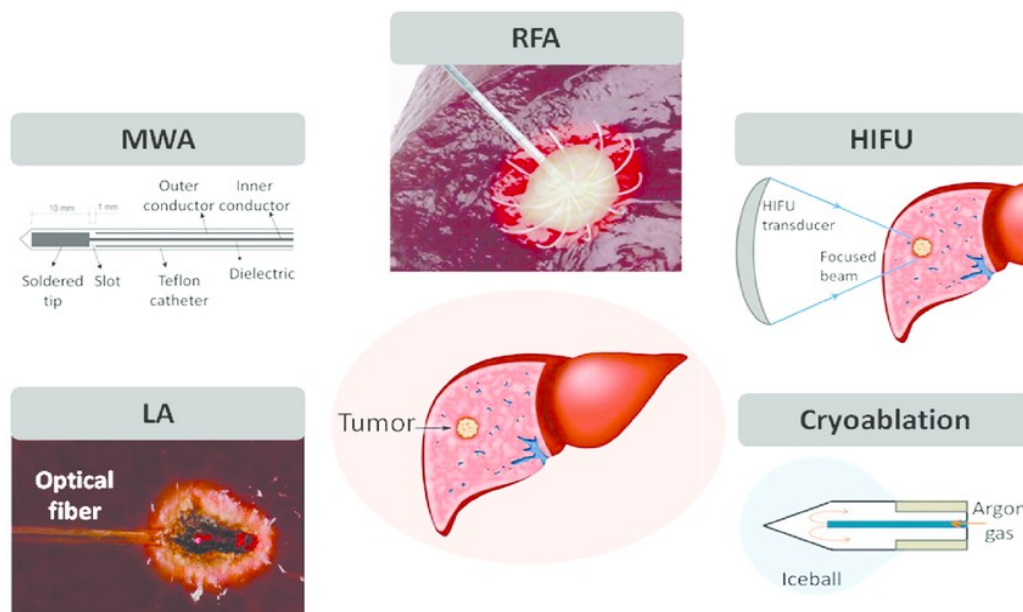 RFA
MWA
HIFU
10 mm
1 mm
Outer
conductor
Inner
conductor
Soldered
tip
Slot
Teflon
catheter
Dielectric
HIFU
transducer
Focused
beam
LA
Optical
fiber
Tumor
Cryoablation
Argon
gas
Iceball